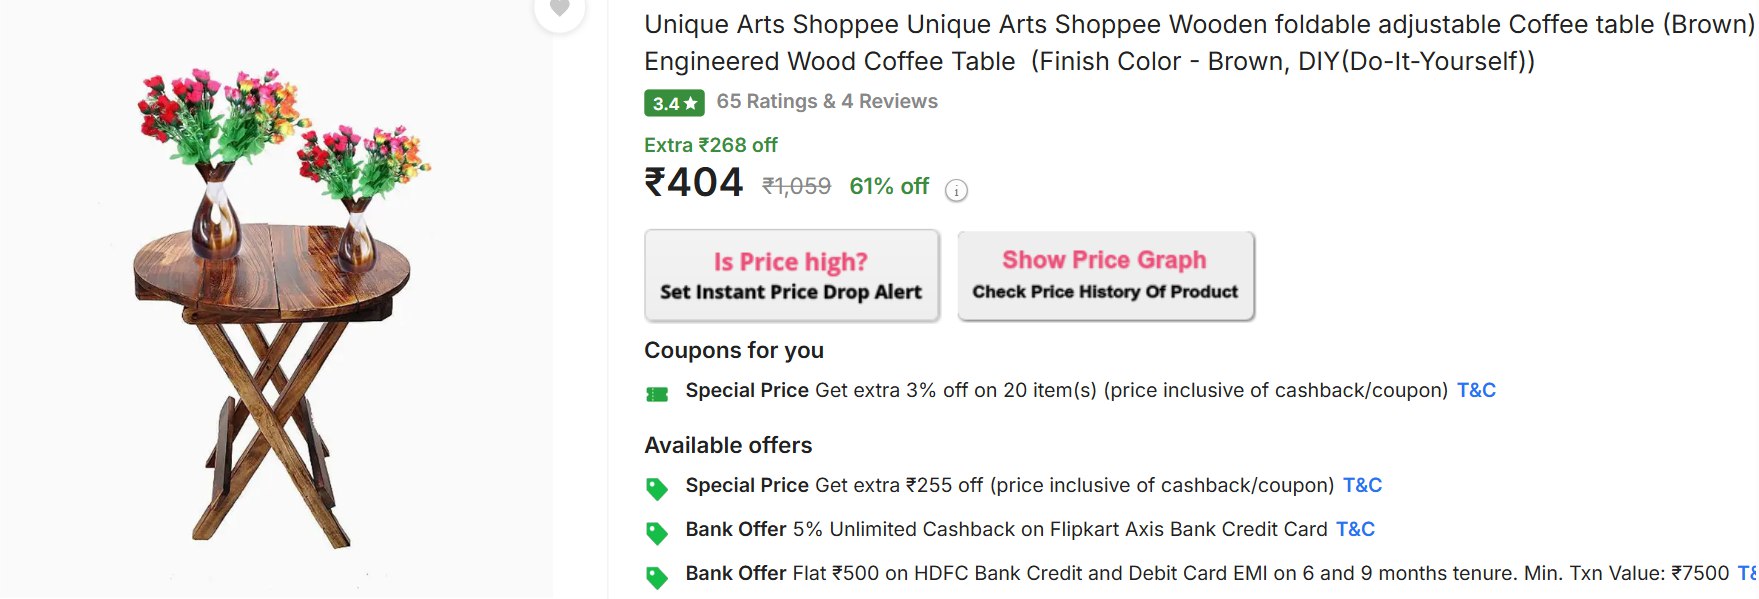 Unique Arts Shoppee Unique Arts Shoppee Wooden foldable adjustable Coffee table (Brown)
Engineered Wood Coffee Table (Finish Color - Brown, DIY(Do-It-Yourself))
3.4★ 65 Ratings & 4 Reviews
Extra ₹268 off
₹404 ₹1,059 61% off i
Is Price high?
Set Instant Price Drop Alert
Show Price Graph
Check Price History Of Product
Coupons for you
Special Price Get extra 3% off on 20 item(s) (price inclusive of cashback/coupon) T&C
Available offers
Special Price Get extra ₹255 off (price inclusive of cashback/coupon) T&C
Bank Offer 5% Unlimited Cashback on Flipkart Axis Bank Credit Card T&C
Bank Offer Flat ₹500 on HDFC Bank Credit and Debit Card EMI on 6 and 9 months tenure. Min. Txn Value: ₹7500